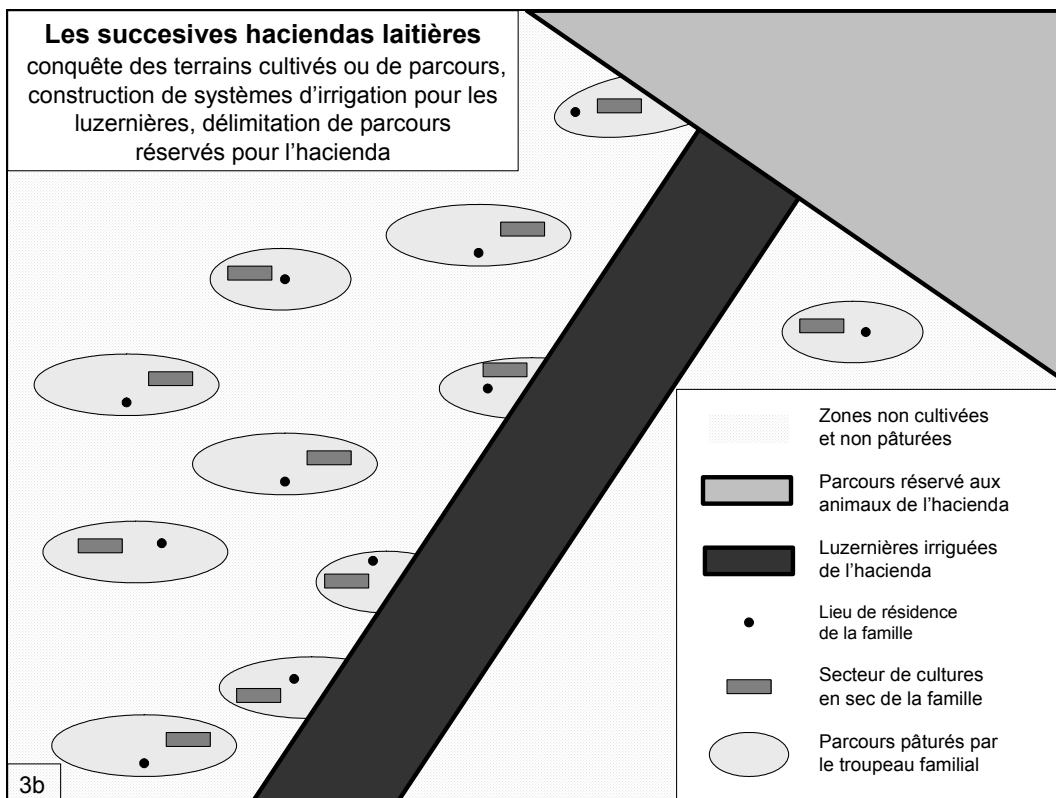 Les succesives haciendas laitières
conquête des terrains cultivés ou de parcours,
construction de systèmes d’irrigation pour les
luzernières, délimitation de parcours
réservés pour l’hacienda
Zones non cultivées
et non pâturées
Parcours réservé aux
animaux de l’hacienda
Luzernières irriguées
de l’hacienda
Lieu de résidence
de la famille
Secteur de cultures
en sec de la famille
Parcours pâturés par
le troupeau familial
3b